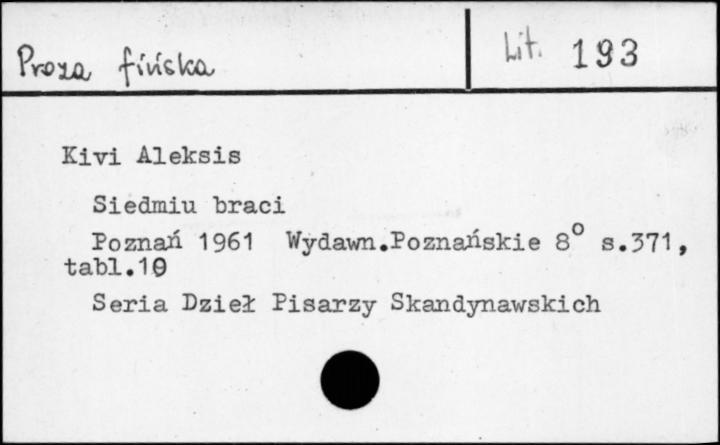 Proza fińska
Lit. 193
Kivi Aleksis
Siedmiu braci
Poznań 1961 Wydawn.Poznańskie 8° s.371,
tabl.10
Seria Dzieł Pisarzy Skandynawskich